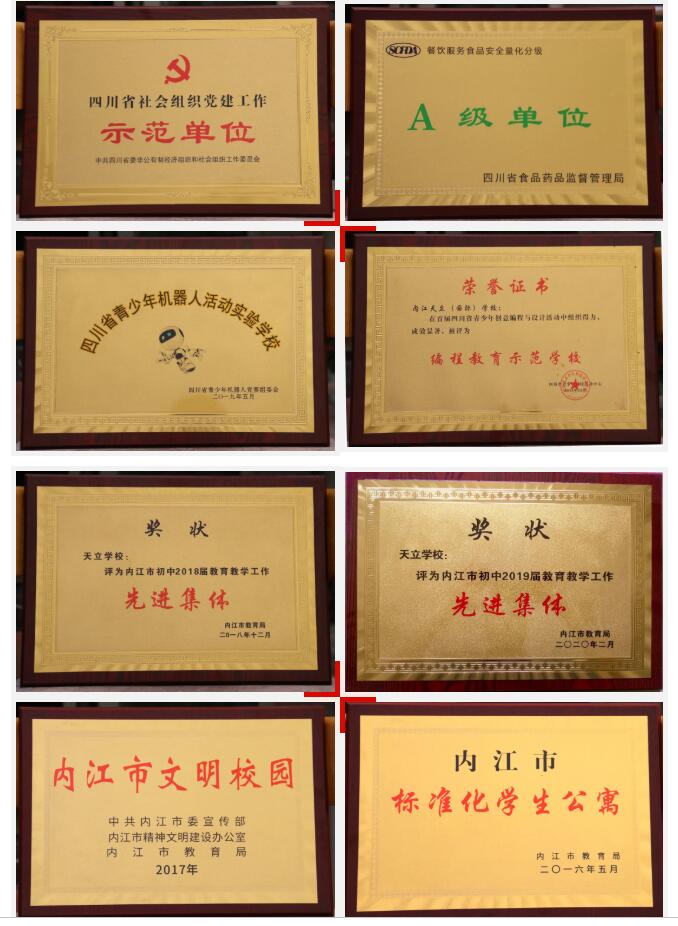 四川省社会组织党建工作
示范单位
中共四川省委非公有制经济组织和社会组织工作委员会
SCFDA 餐饮服务食品安全量化分级
A 级单位
四川省食品药品监督管理局
四川省青少年机器人活动实验学校
四川省青少年机器人竞赛组委会
二〇一九年五月
荣誉证书
内江天立（国际）学校：
在首届四川省青少年创意编程与设计活动中组织得力、
成效显著，被评为
编程教育示范学校
奖 状
天立学校：
评为内江市初中2018届教育教学工作
先进集体
内江市教育局
二0一八年十二月
奖 状
天立学校：
评为内江市初中2019届教育教学工作
先进集体
内江市教育局
二〇二〇年二月
内江市文明校园
中共内江市委宣传部
内江市精神文明建设办公室
内江市教育局
2017年
内江市
标准化学生公寓
内江市教育局
二〇一六年五月